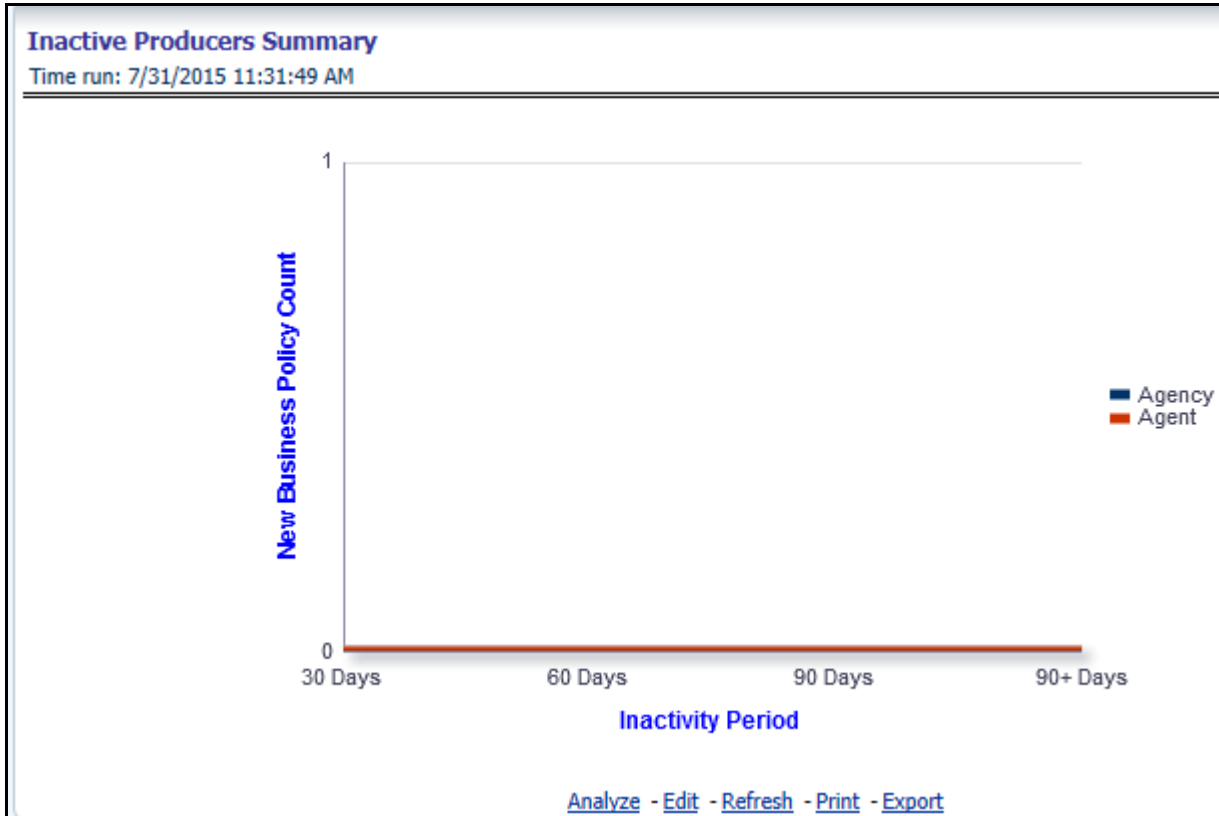 Inactive Producers Summary
Time run: 7/31/2015 11:31:49 AM
1
New Business Policy Count
Agency
Agent
0
30 Days 60 Days 90 Days 90+ Days
Inactivity Period
Analyze - Edit - Refresh - Print - Export